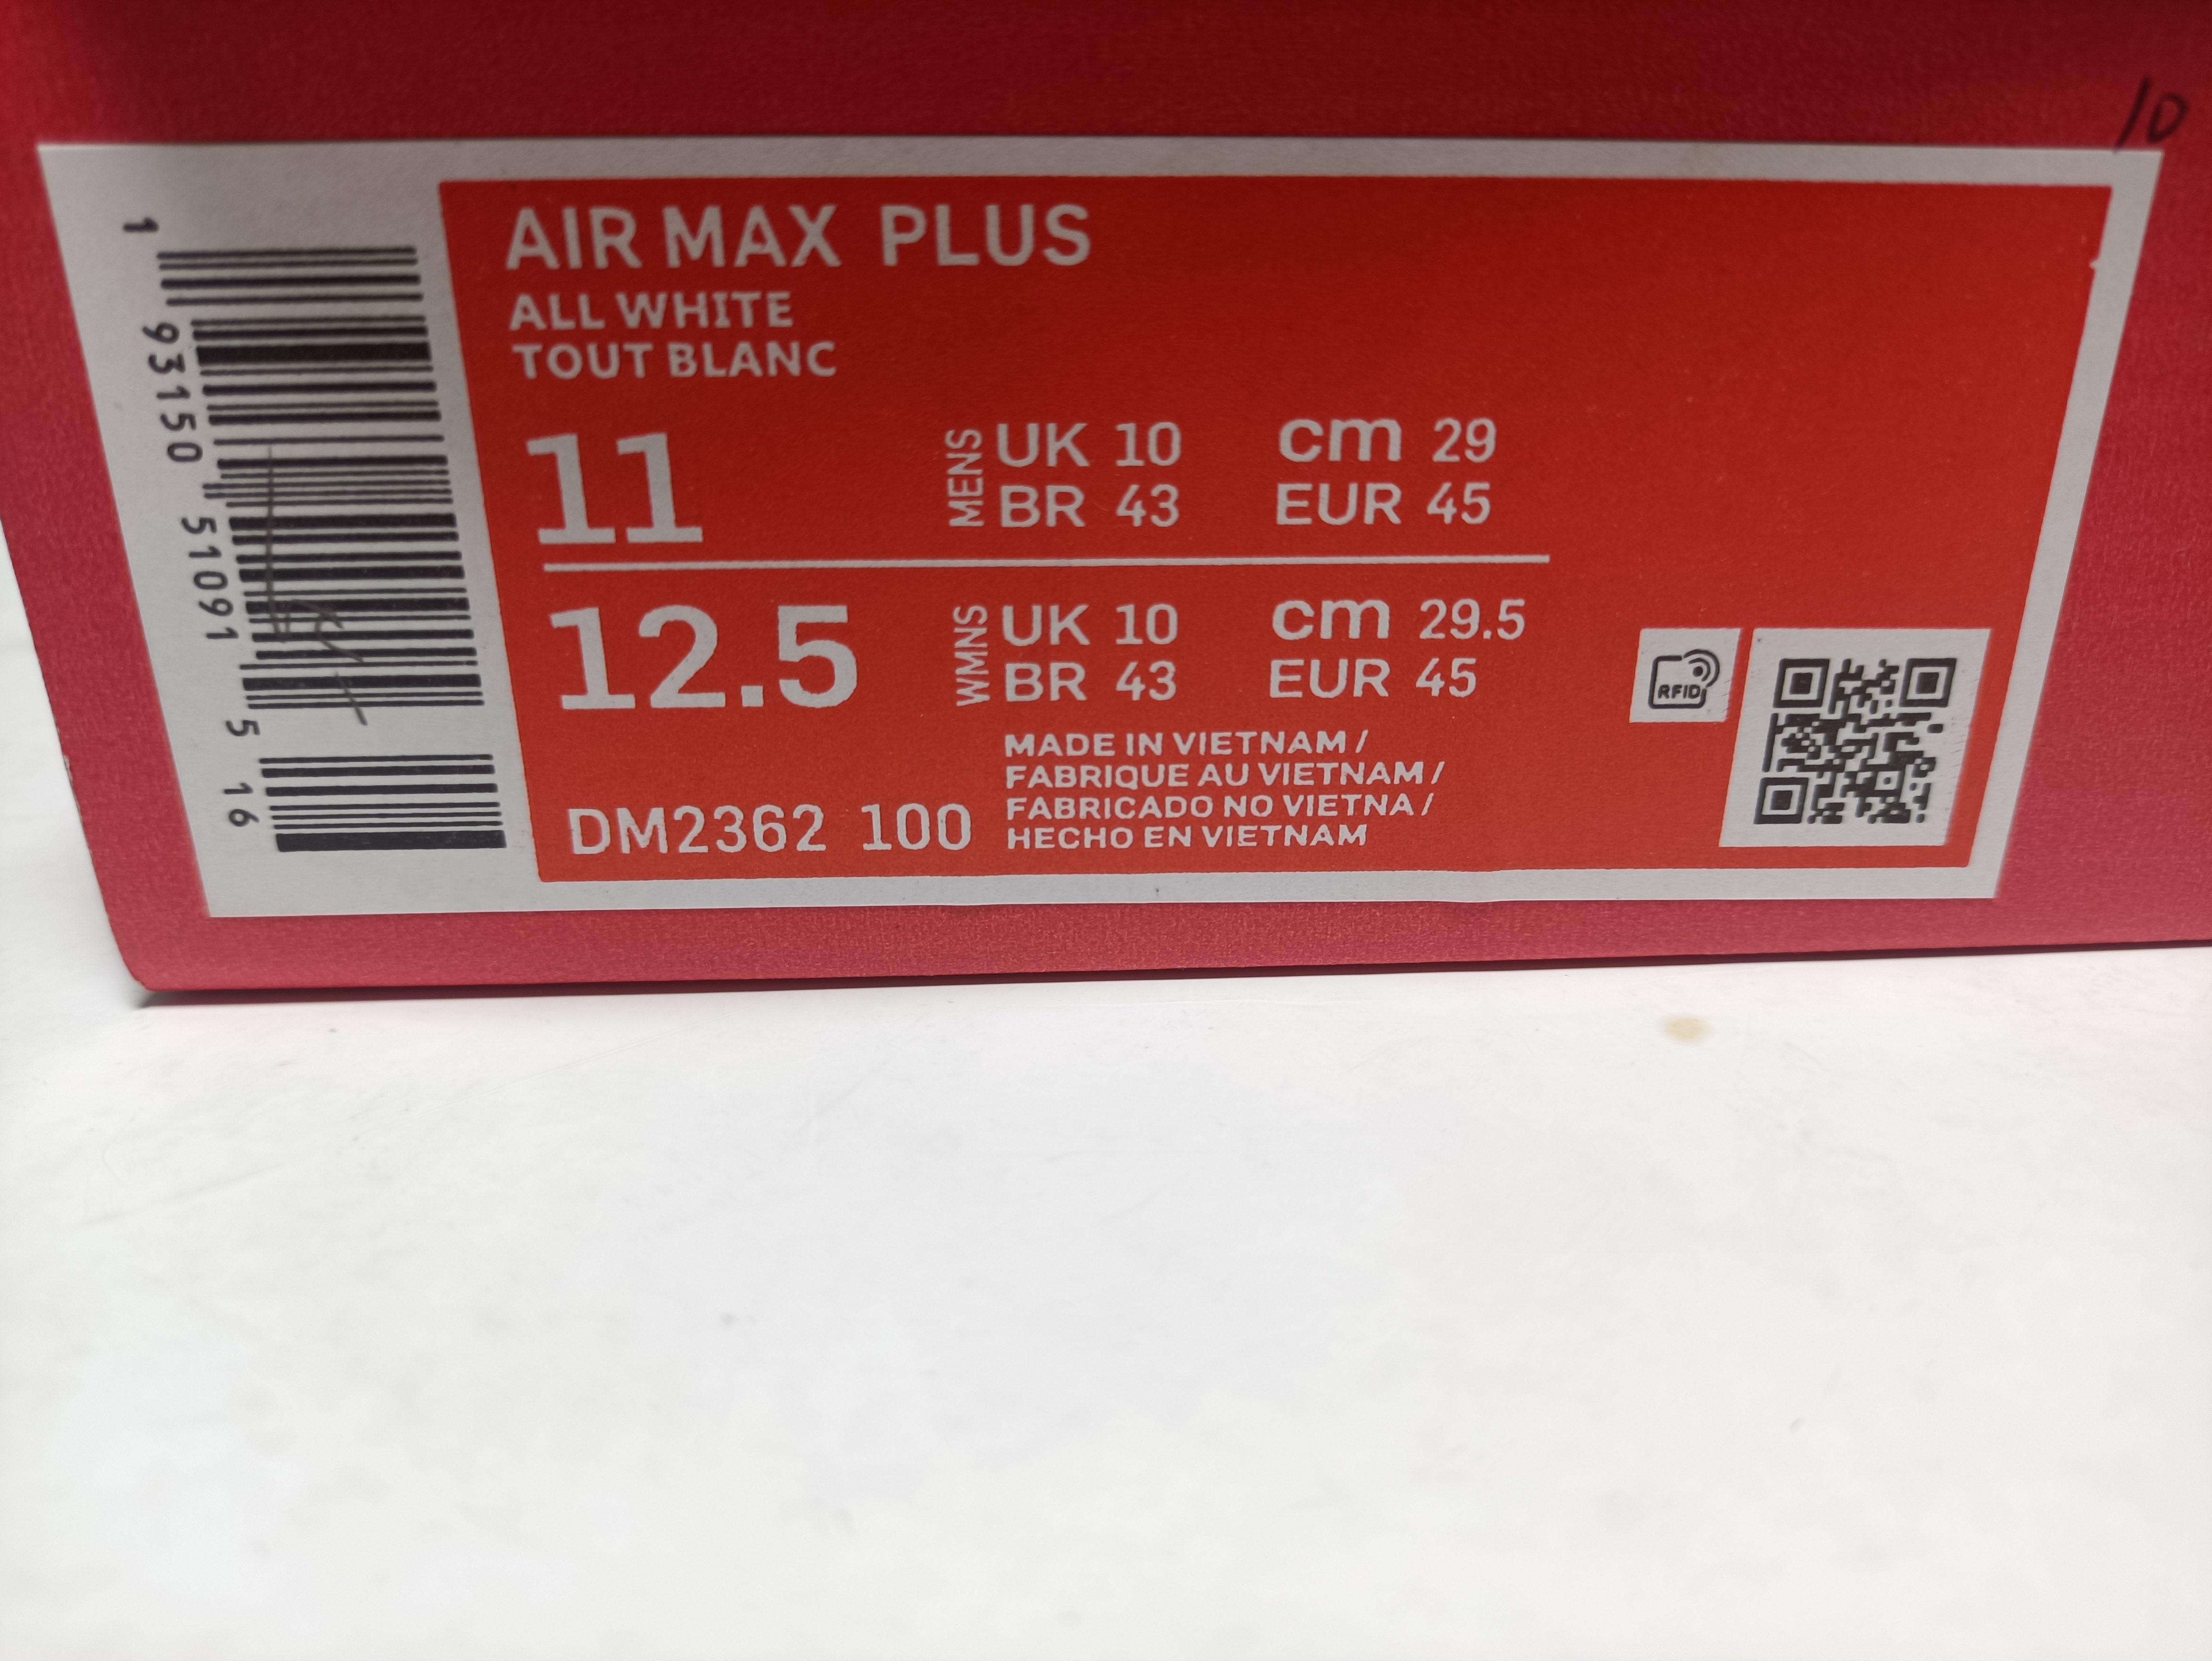 10
AIR MAX PLUS
ALL WHITE
TOUT BLANC
11
MENS
UK 10 cm 29
BR 43 EUR 45
12.5
WMNS
UK 10 cm 29.5
BR 43 EUR 45
MADE IN VIETNAM /
FABRIQUE AU VIETNAM /
FABRICADO NO VIETNA /
HECHO EN VIETNAM
DM2362 100
RFID
1 93150 51091 5 16